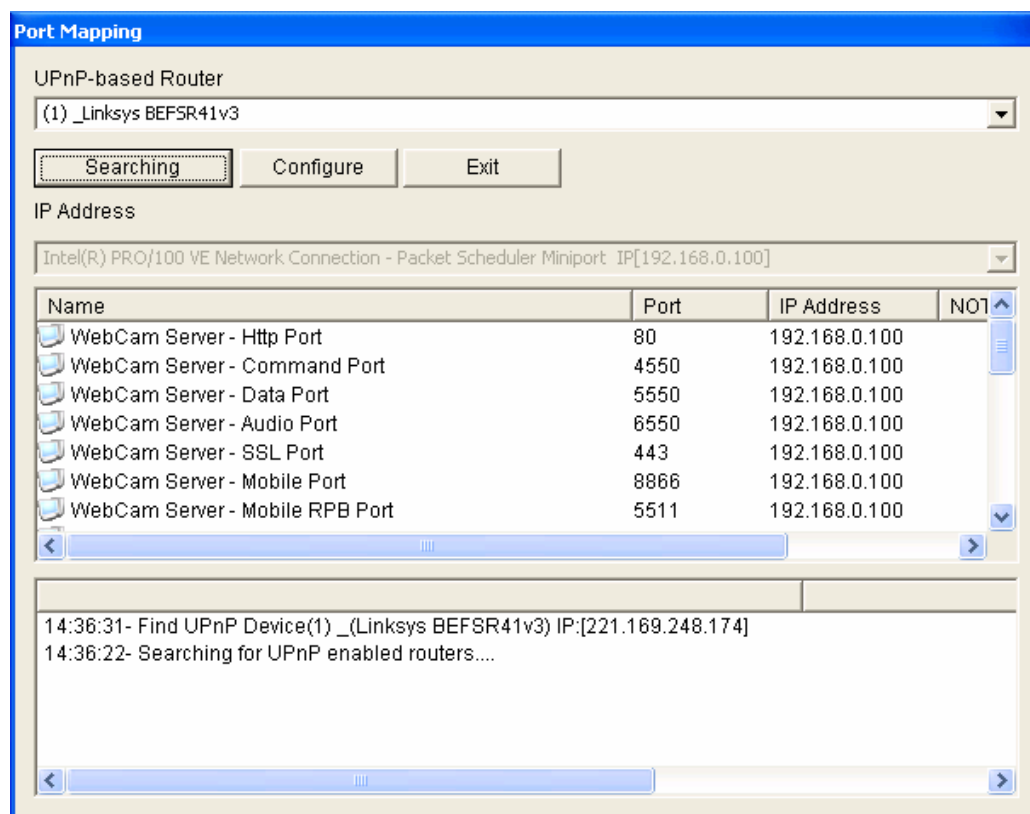 Port Mapping
UPnP-based Router
(1) _Linksys BEFSR41v3
Searching Configure Exit
IP Address
Intel(R) PRO/100 VE Network Connection - Packet Scheduler Miniport IP[192.168.0.100]
Name Port IP Address NOT
WebCam Server - Http Port 80 192.168.0.100
WebCam Server - Command Port 4550 192.168.0.100
WebCam Server - Data Port 5550 192.168.0.100
WebCam Server - Audio Port 6550 192.168.0.100
WebCam Server - SSL Port 443 192.168.0.100
WebCam Server - Mobile Port 8866 192.168.0.100
WebCam Server - Mobile RPB Port 5511 192.168.0.100
14:36:31- Find UPnP Device(1) _(Linksys BEFSR41v3) IP:[221.169.248.174]
14:36:22- Searching for UPnP enabled routers....